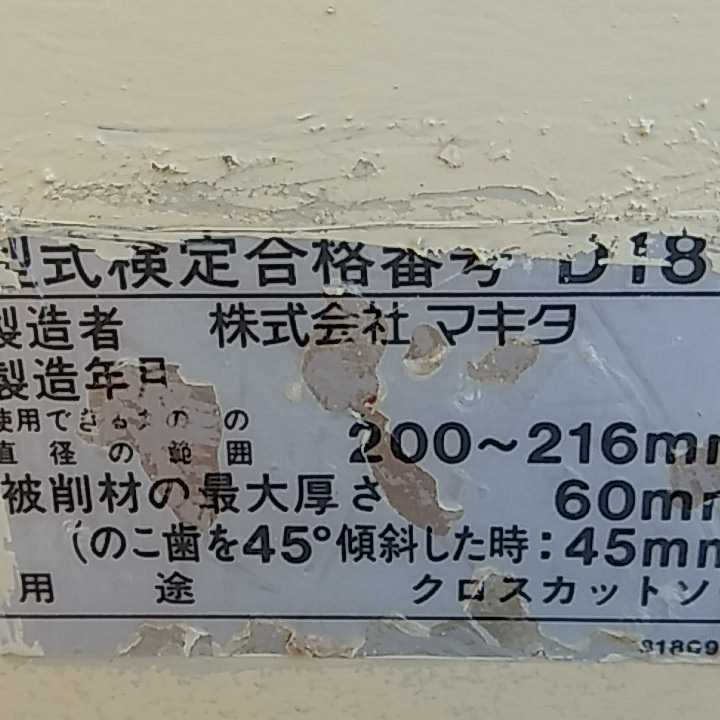 型式検定合格番号 D18
製造者 株式会社マキタ
製造年月
使用できるのこの
直径の範囲 200～216mm
被削材の最大厚さ 60mm
(のこ歯を45°傾斜した時:45mm
用途 クロスカットソ
818G9